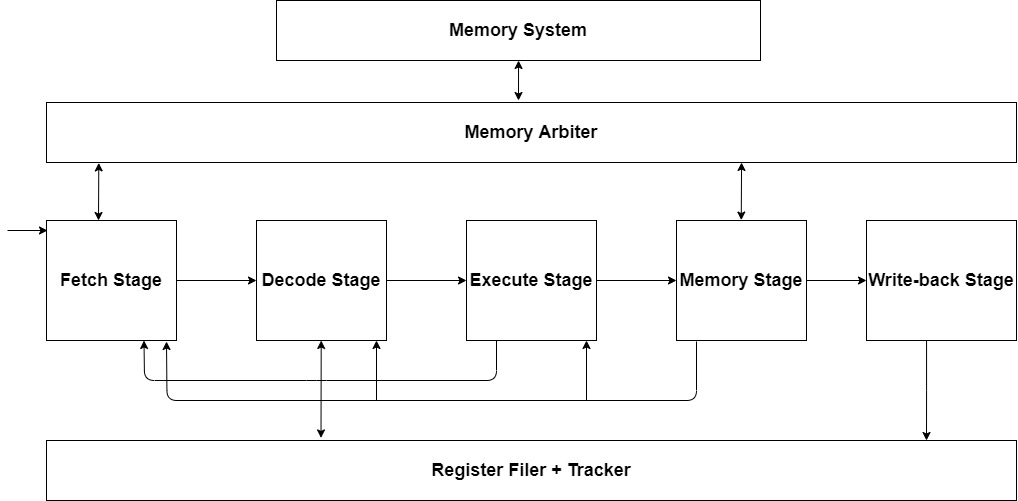 Memory System
Memory Arbiter
Fetch Stage
Decode Stage
Execute Stage
Memory Stage
Write-back Stage
Register Filer + Tracker